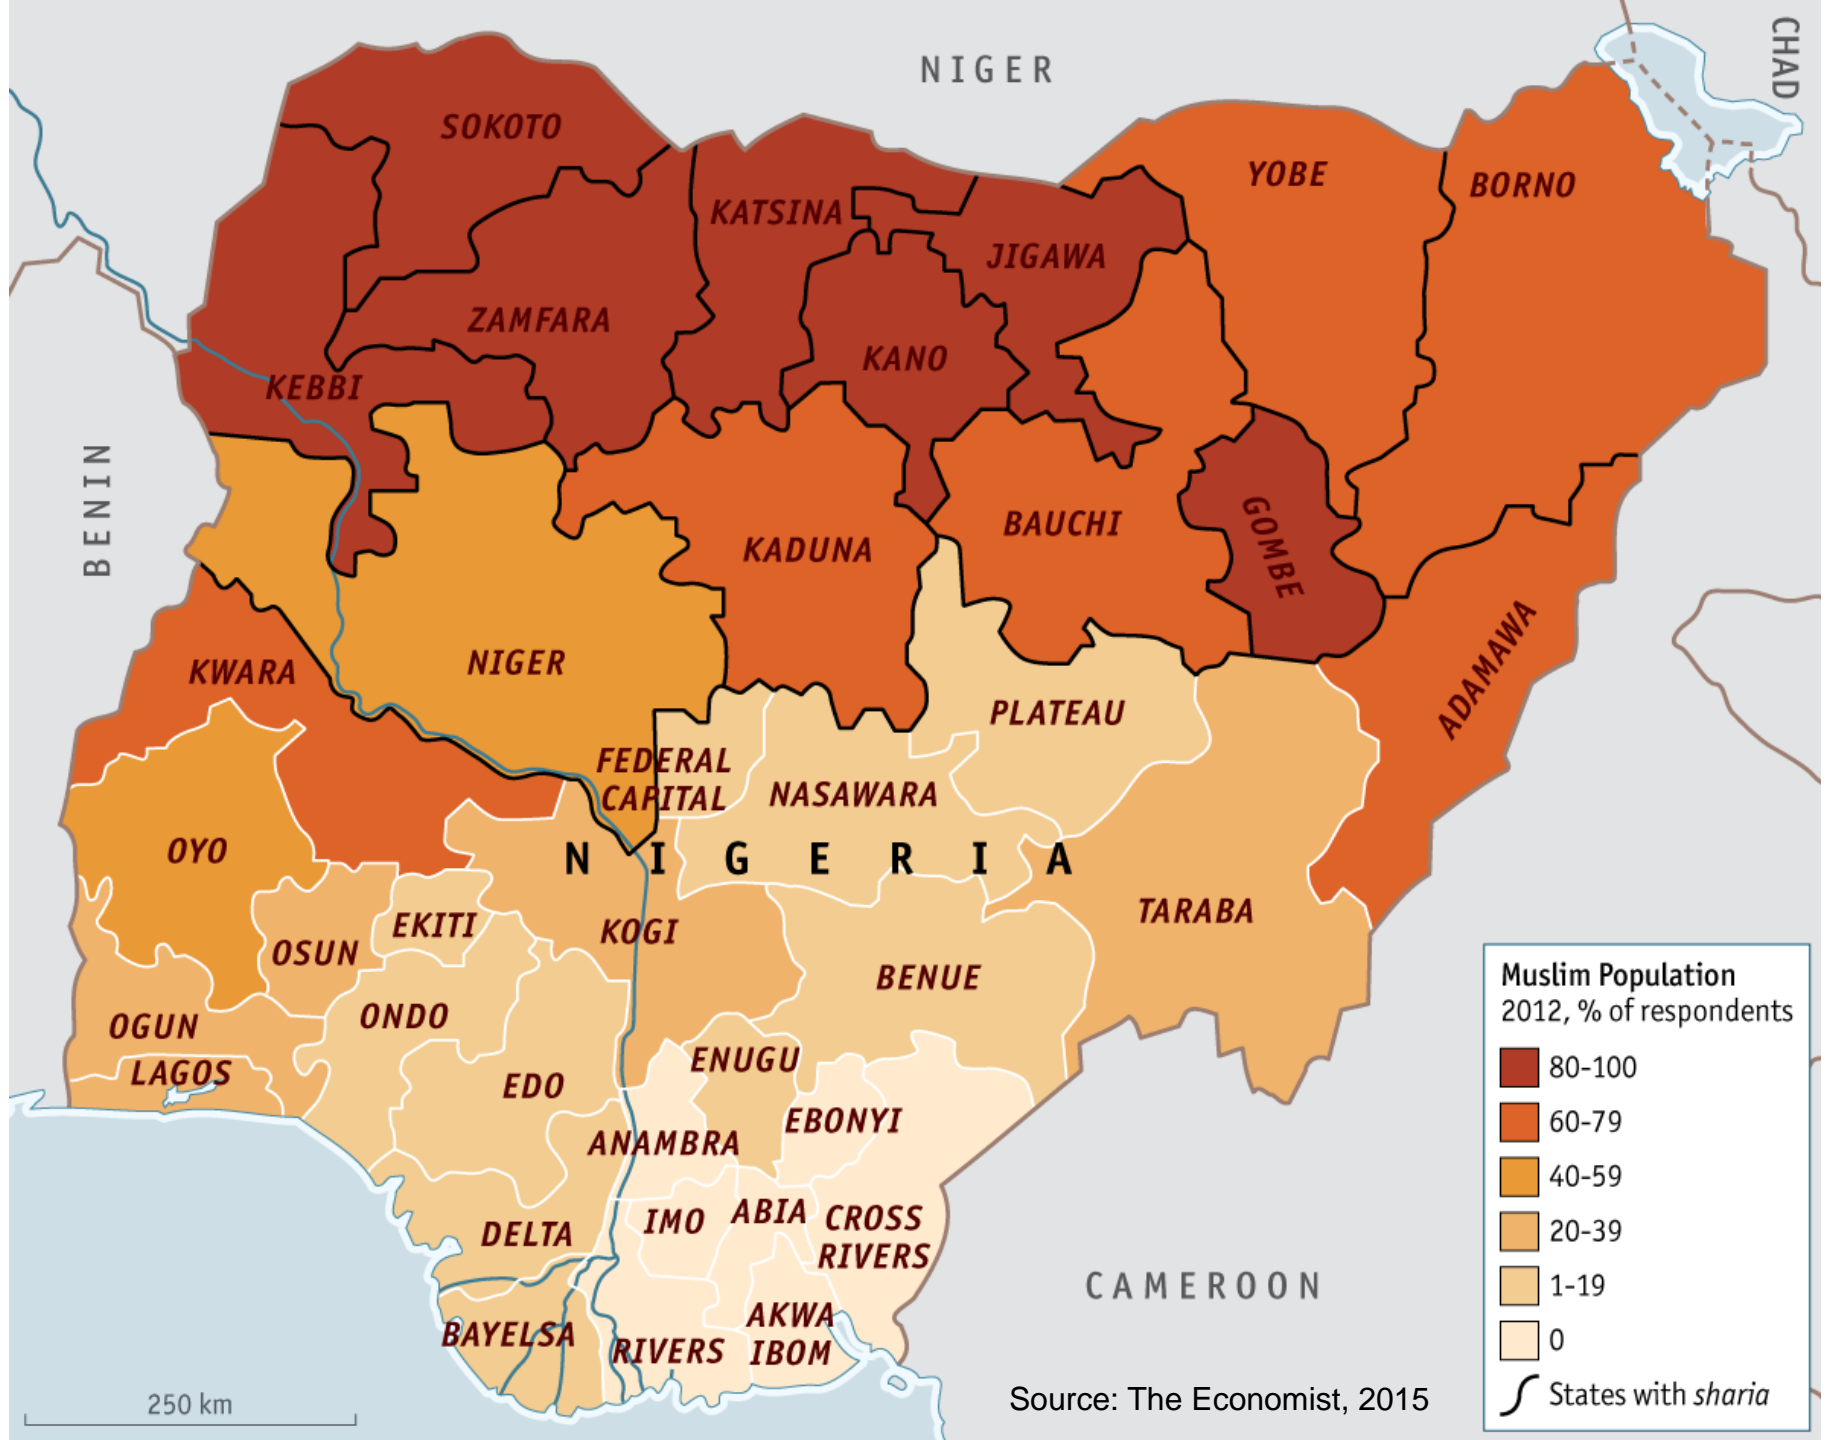 NIGER
CHAD
SOKOTO
YOBE
BORNO
KATSINA
JIGAWA
ZAMFARA
KANO
KEBBI
BENIN
BAUCHI
GOMBE
KADUNA
ADAMAWA
KWARA
NIGER
PLATEAU
FEDERAL
CAPITAL
NASAWARA
OYO
NIGERIA
TARABA
EKITI
KOGI
OSUN
BENUE
ONDO
OGUN
LAGOS
ENUGU
EDO
EBONYI
ANAMBRA
ABIA
IMO
CROSS
RIVERS
DELTA
CAMEROON
AKWA
IBOM
BAYELSA
RIVERS
250 km
Source: The Economist, 2015
Muslim Population
2012, % of respondents
80-100
60-79
40-59
20-39
1-19
0
States with sharia